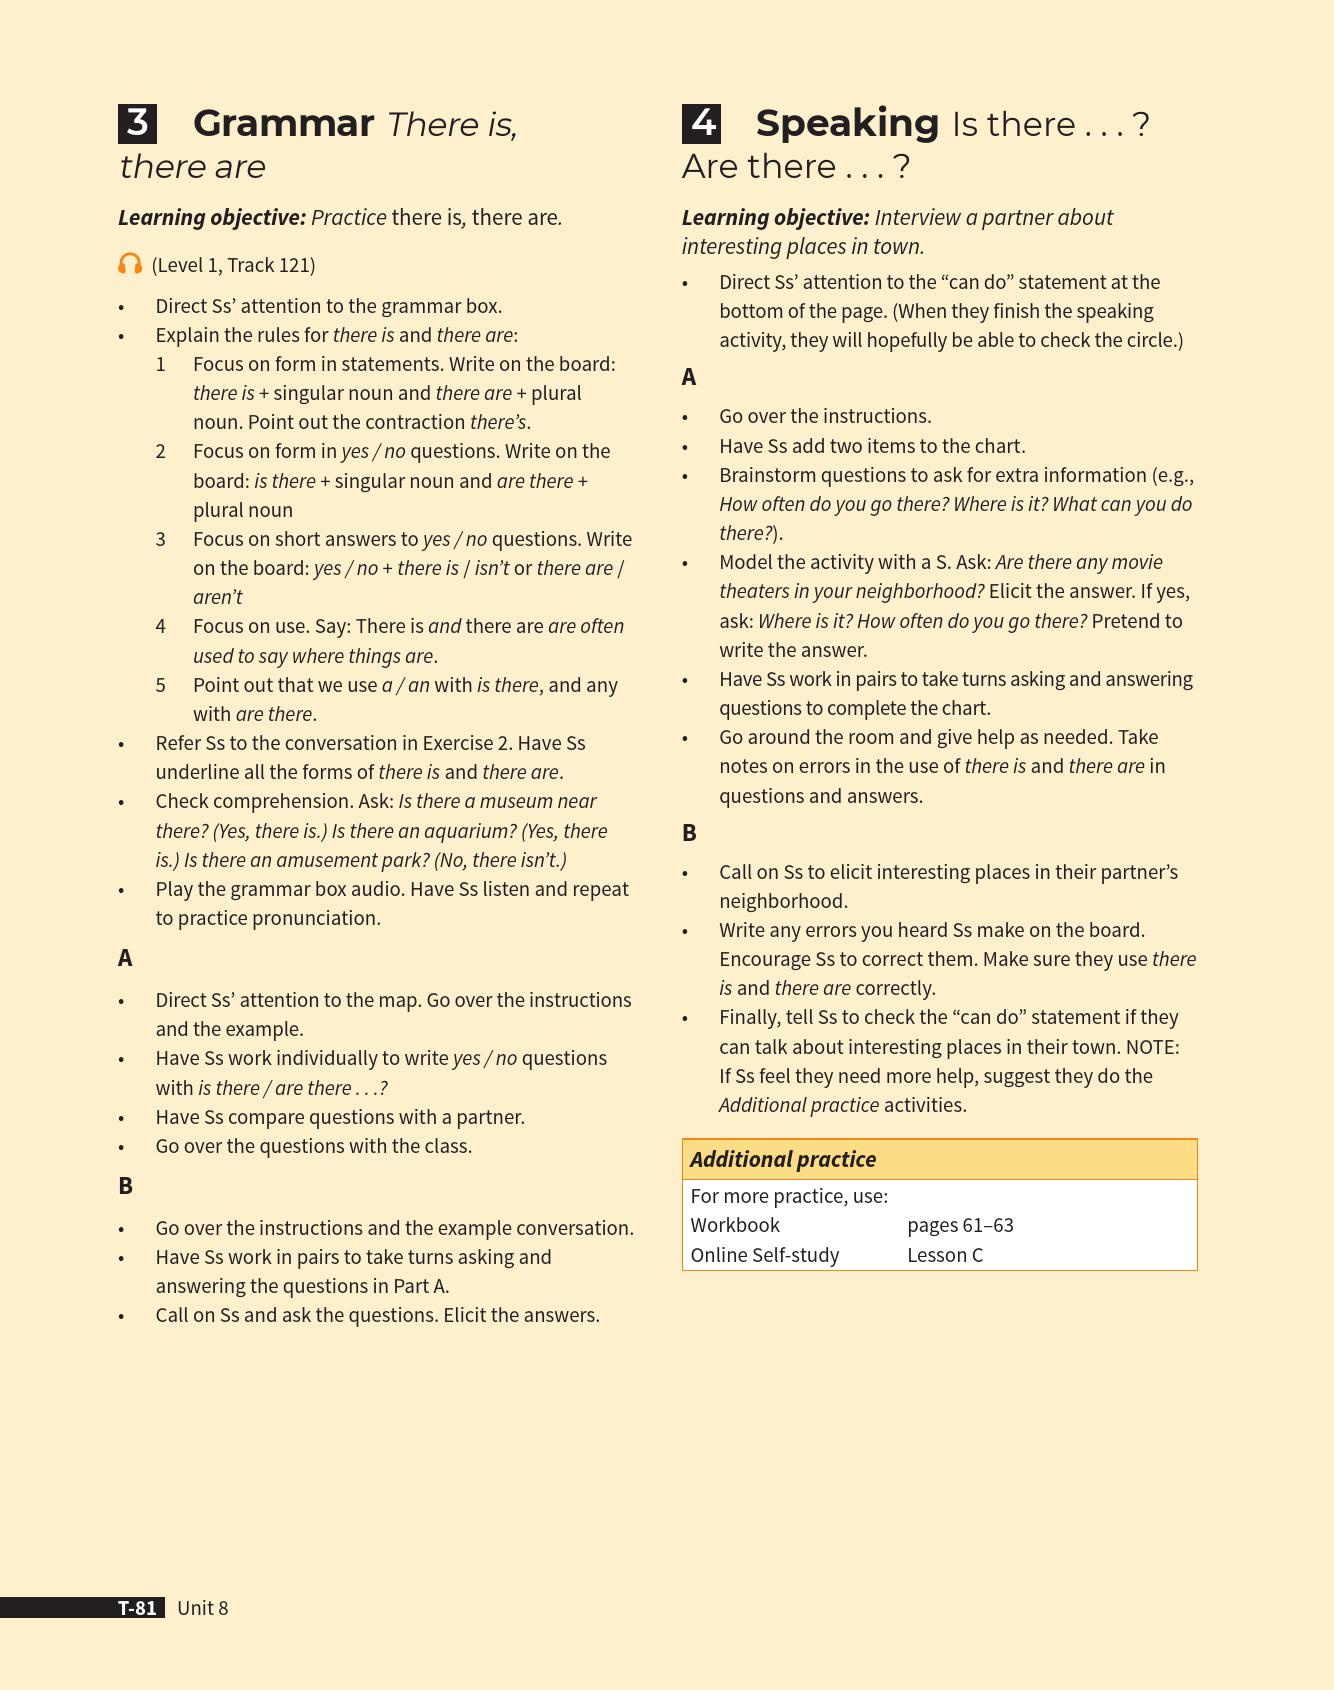 3 Grammar There is,
there are
Learning objective: Practice there is, there are.
(Level 1, Track 121)
• Direct Ss’ attention to the grammar box.
• Explain the rules for there is and there are:
1 Focus on form in statements. Write on the board:
there is + singular noun and there are + plural
noun. Point out the contraction there’s.
2 Focus on form in yes / no questions. Write on the
board: is there + singular noun and are there +
plural noun
3 Focus on short answers to yes / no questions. Write
on the board: yes / no + there is / isn’t or there are /
aren’t
4 Focus on use. Say: There is and there are are often
used to say where things are.
5 Point out that we use a / an with is there, and any
with are there.
• Refer Ss to the conversation in Exercise 2. Have Ss
underline all the forms of there is and there are.
• Check comprehension. Ask: Is there a museum near
there? (Yes, there is.) Is there an aquarium? (Yes, there
is.) Is there an amusement park? (No, there isn’t.)
• Play the grammar box audio. Have Ss listen and repeat
to practice pronunciation.
A
• Direct Ss’ attention to the map. Go over the instructions
and the example.
• Have Ss work individually to write yes / no questions
with is there / are there . . .?
• Have Ss compare questions with a partner.
• Go over the questions with the class.
B
• Go over the instructions and the example conversation.
• Have Ss work in pairs to take turns asking and
answering the questions in Part A.
• Call on Ss and ask the questions. Elicit the answers.
4 Speaking Is there . . . ?
Are there . . . ?
Learning objective: Interview a partner about
interesting places in town.
• Direct Ss’ attention to the “can do” statement at the
bottom of the page. (When they finish the speaking
activity, they will hopefully be able to check the circle.)
A
• Go over the instructions.
• Have Ss add two items to the chart.
• Brainstorm questions to ask for extra information (e.g.,
How often do you go there? Where is it? What can you do
there?).
• Model the activity with a S. Ask: Are there any movie
theaters in your neighborhood? Elicit the answer. If yes,
ask: Where is it? How often do you go there? Pretend to
write the answer.
• Have Ss work in pairs to take turns asking and answering
questions to complete the chart.
• Go around the room and give help as needed. Take
notes on errors in the use of there is and there are in
questions and answers.
B
• Call on Ss to elicit interesting places in their partner’s
neighborhood.
• Write any errors you heard Ss make on the board.
Encourage Ss to correct them. Make sure they use there
is and there are correctly.
• Finally, tell Ss to check the “can do” statement if they
can talk about interesting places in their town. NOTE:
If Ss feel they need more help, suggest they do the
Additional practice activities.
Additional practice
For more practice, use:
Workbook pages 61–63
Online Self-study Lesson C
T-81 Unit 8